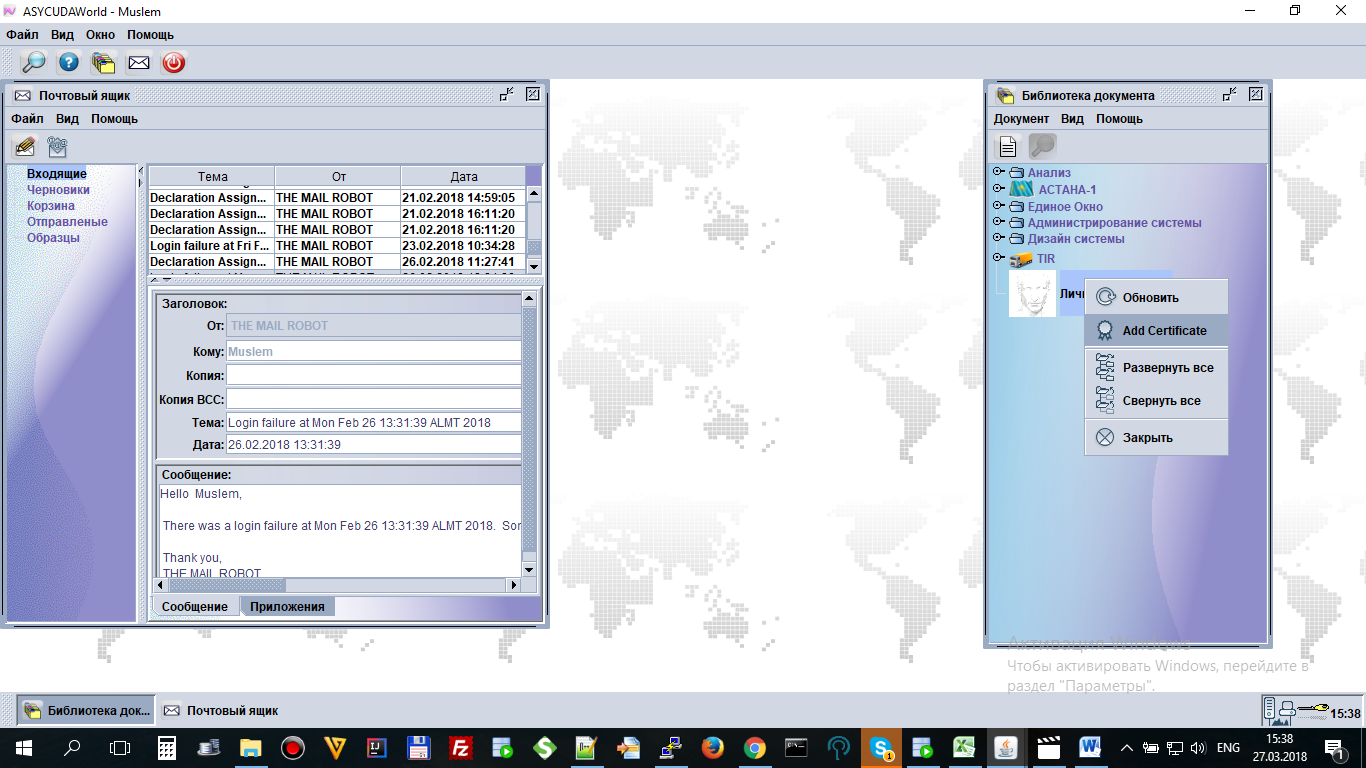 ASYCUDAWorld - Muslem
Файл Вид Окно Помощь
Почтовый ящик
Файл Вид Помощь
Входящие
Черновики
Корзина
Отправленые
Образцы
Тема От Дата
Declaration Assign... THE MAIL ROBOT 21.02.2018 14:59:05
Declaration Assign... THE MAIL ROBOT 21.02.2018 16:11:20
Declaration Assign... THE MAIL ROBOT 21.02.2018 16:11:20
Login failure at Fri F... THE MAIL ROBOT 23.02.2018 10:34:28
Declaration Assign... THE MAIL ROBOT 26.02.2018 11:27:41
Заголовок:
От: THE MAIL ROBOT
Кому: Muslem
Копия:
Копия ВСС:
Тема: Login failure at Mon Feb 26 13:31:39 ALMT 2018
Дата: 26.02.2018 13:31:39
Сообщение:
Hello Muslem,
There was a login failure at Mon Feb 26 13:31:39 ALMT 2018. Sor
Thank you,
THE MAIL ROBOT
Сообщение Приложения
Библиотека документа
Документ Вид Помощь
Анализ
АСТАНА-1
Единое Окно
Администрирование системы
Дизайн системы
TIR
Личн
Обновить
Add Certificate
Развернуть все
Свернуть все
Закрыть
Активация Windows
Чтобы активировать Windows, перейдите в
раздел "Параметры".
Библиотека док... Почтовый ящик 15:38
ENG 15:38
27.03.2018